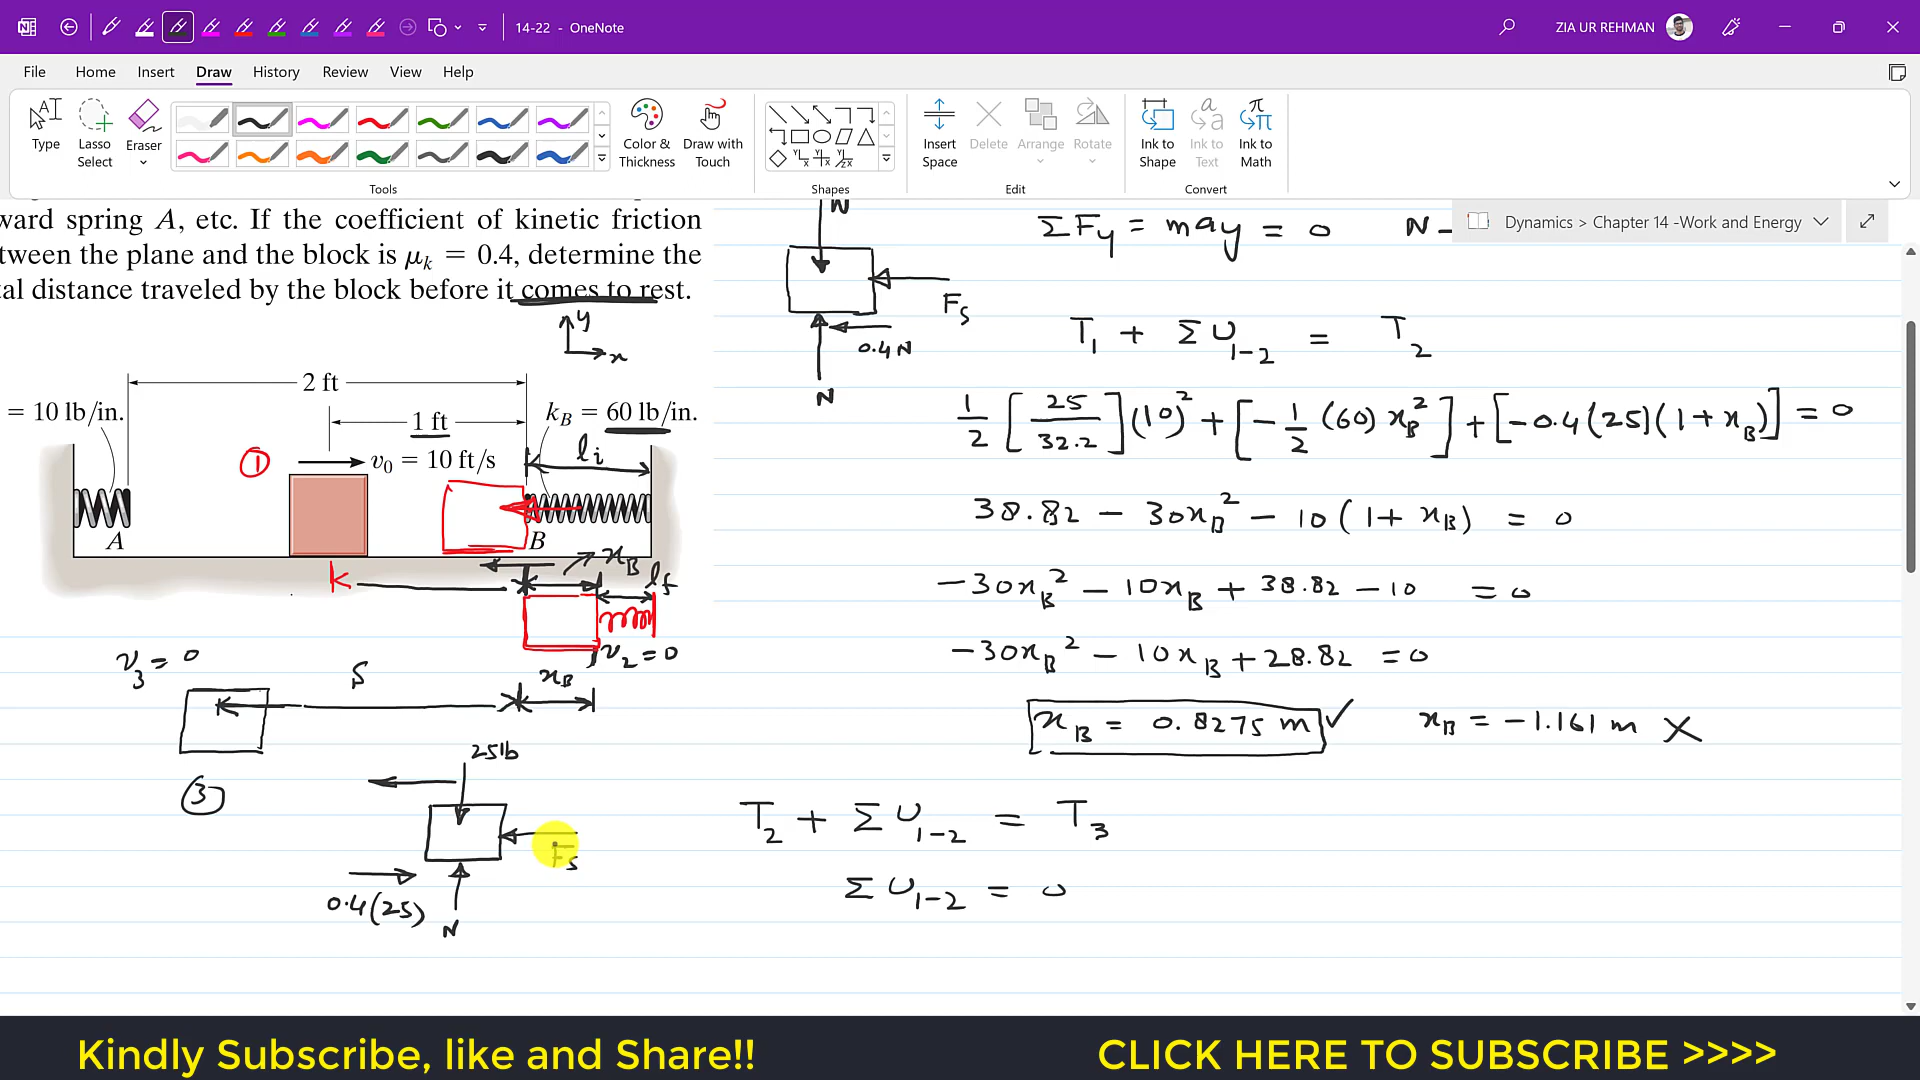 14-22 - OneNote
ZIA UR REHMAN
File Home Insert Draw History Review View Help
Type
Lasso Select
Eraser
Color & Thickness
Draw with Touch
Insert Space
Delete
Arrange
Rotate
Ink to Shape
Ink to Text
Ink to Math
Tools
Shapes
Edit
Convert
Dynamics > Chapter 14 -Work and Energy
ward spring A, etc. If the coefficient of kinetic friction
tween the plane and the block is μk = 0.4, determine the
al distance traveled by the block before it comes to rest.
y
x
2 ft
= 10 lb/in.
1 ft
kB = 60 lb/in.
li
①
v0 = 10 ft/s
A
B
xB
lf
k
v2 = 0
v3 = 0
S
xB
③
25lb
Fs
0.4(25)
N
N
Fs
0.4N
N
ΣFy = may = 0 N -
T1 + ΣU1-2 = T2
1/2 [25/32.2](10)² + [-1/2 (60) xB²] + [-0.4(25)(1+xB)] = 0
38.82 - 30xB² - 10(1+xB) = 0
-30xB² - 10xB + 38.82 - 10 = 0
-30xB² - 10xB + 28.82 = 0
xB = 0.8275 m ✓ xB = -1.161 m X
T2 + ΣU1-2 = T3
ΣU1-2 = 0
Kindly Subscribe, like and Share!!
CLICK HERE TO SUBSCRIBE >>>>